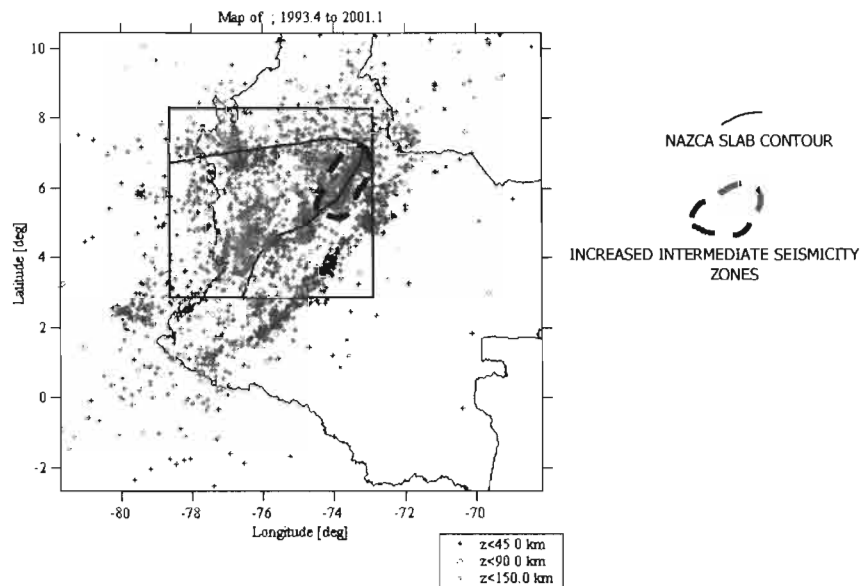 Map of ; 1993.4 to 2001.1
10
8
6
4
2
0
-2
Latitude [deg]
-80
-78
-76
-74
-72
-70
Longitude [deg]
z<45.0 km
z<90.0 km
z<150.0 km
NAZCA SLAB CONTOUR
INCREASED INTERMEDIATE SEISMICITY
ZONES